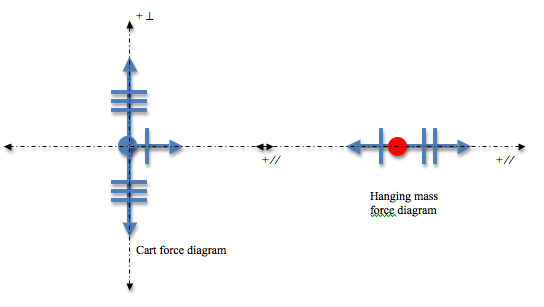 +⊥
+//
+//
Hanging mass
force diagram
Cart force diagram